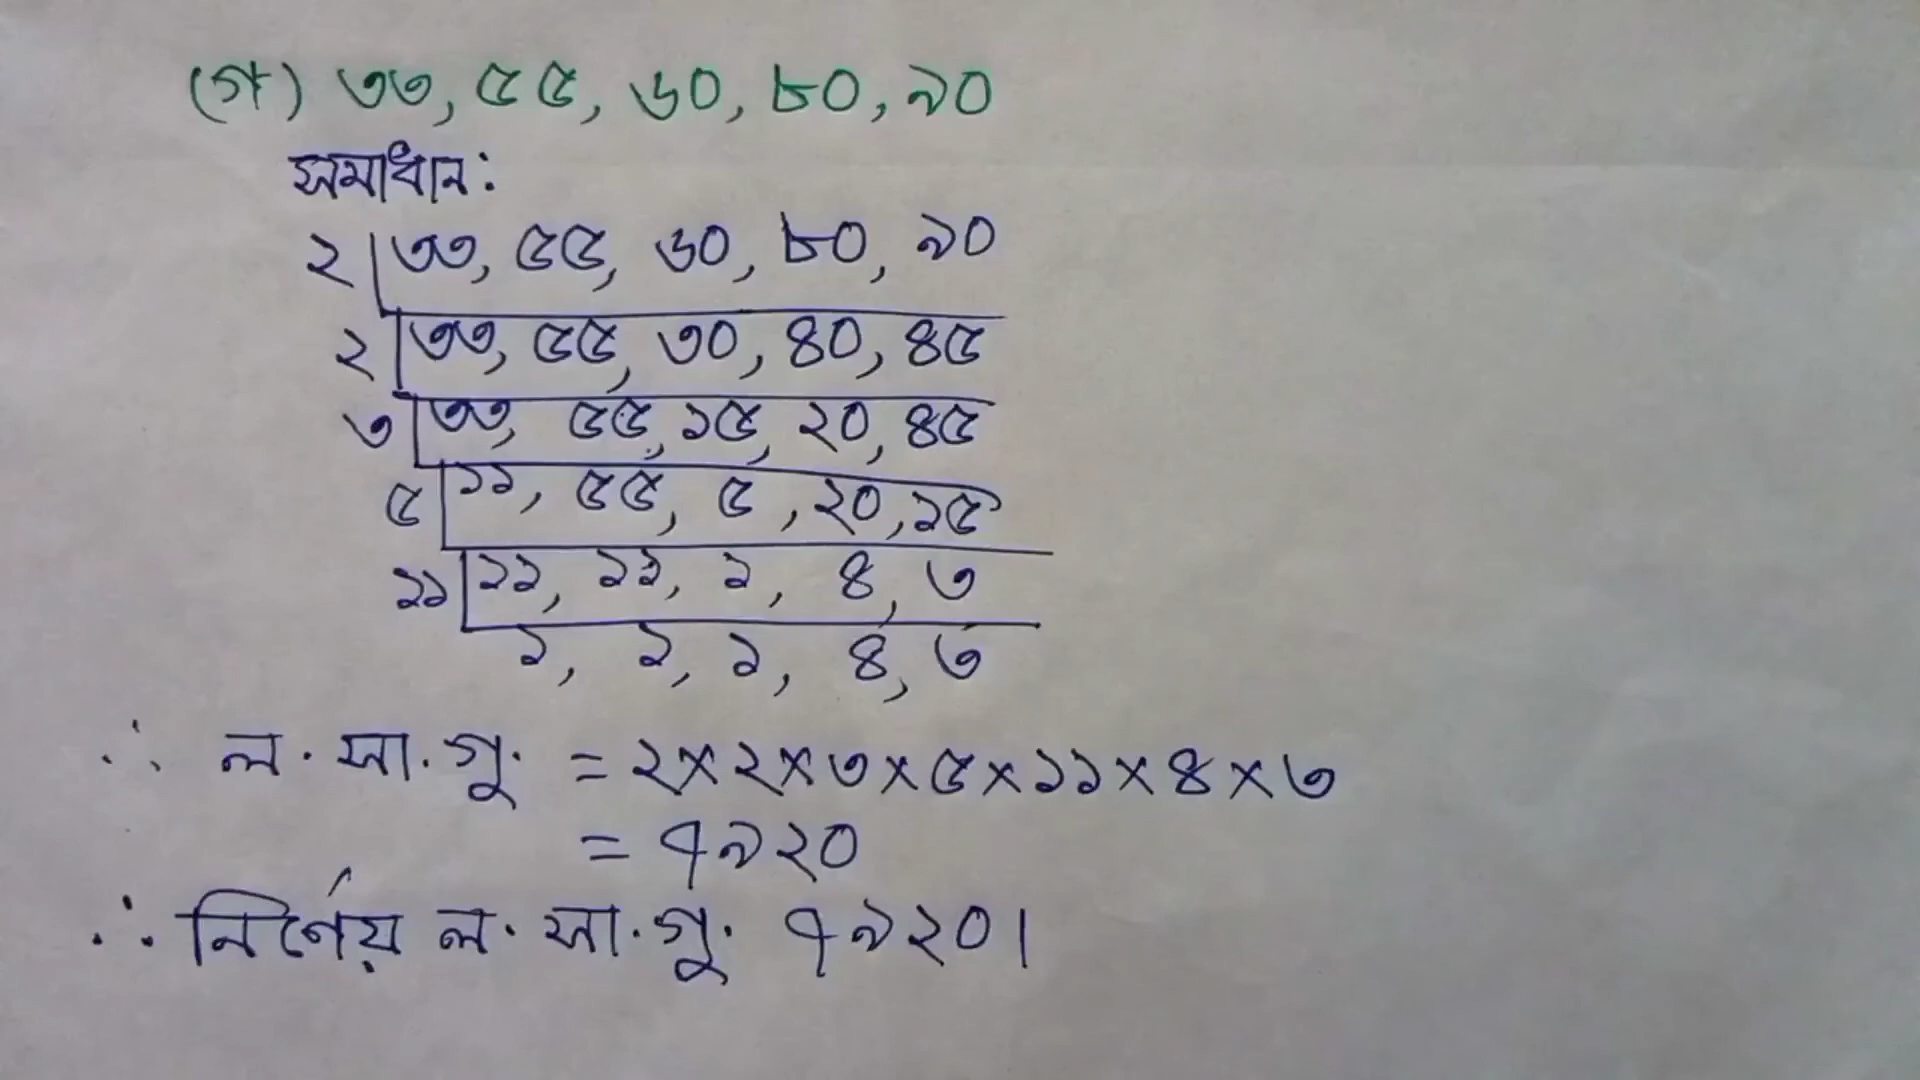 (গ) ৩৩, ৫৫, ৬০, ৮০, ৯০
সমাধান:
২ | ৩৩, ৫৫, ৬০, ৮০, ৯০
২ | ৩৩, ৫৫, ৩০, ৪০, ৪৫
৩ | ৩৩, ৫৫, ১৫, ২০, ৪৫
৫ | ১১, ৫৫, ৫, ২০, ১৫
১১ | ১১, ১১, ১, ৪, ৩
১, ১, ১, ৪, ৩
∴ ল. সা. গু. = ২×২×৩×৫×১১×৪×৩
= ৭৯২০
∴ নির্ণেয় ল. সা. গু. ৭৯২০।